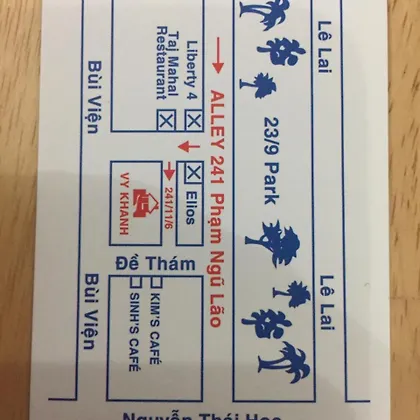 Lê Lai
Lê Lai
23/9 Park
ALLEY 241 Phạm Ngũ Lão
Liberty 4
Taj Mahal
Restaurant
Elios
241/11/6
VY KHANH
Bùi Viện
Bùi Viện
Đề Thám
KIM'S CAFÉ
SINH'S CAFÉ